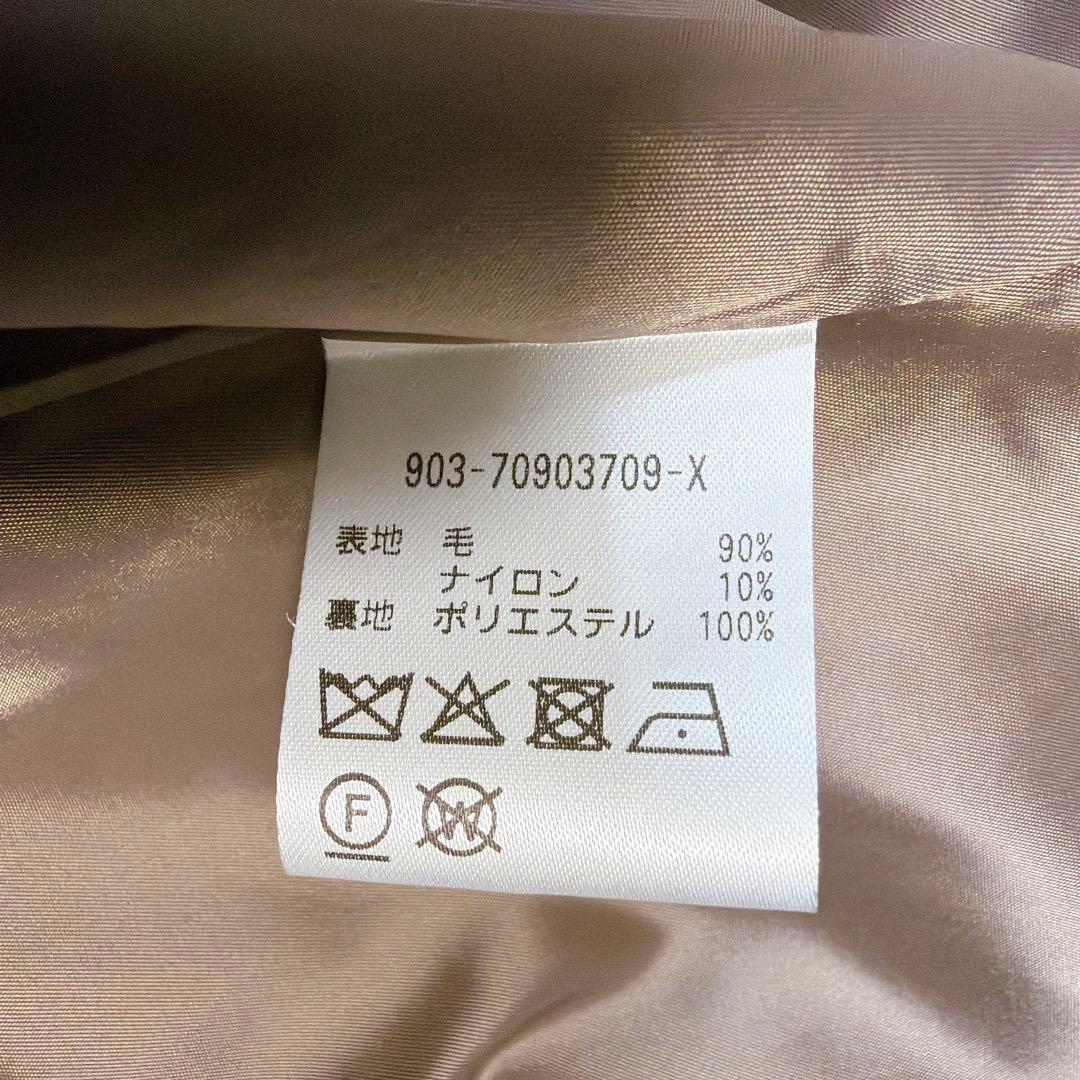 903-70903709-X
表地 毛 90%
ナイロン 10%
裏地 ポリエステル 100%
F W